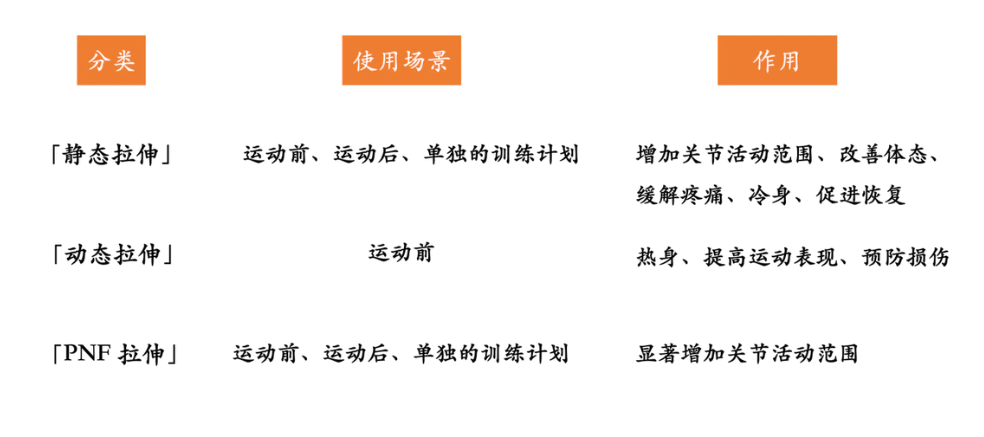 分类 使用场景 作用
「静态拉伸」 运动前、运动后、单独的训练计划 增加关节活动范围、改善体态、
缓解疼痛、冷身、促进恢复
「动态拉伸」 运动前 热身、提高运动表现、预防损伤
「PNF 拉伸」 运动前、运动后、单独的训练计划 显著增加关节活动范围